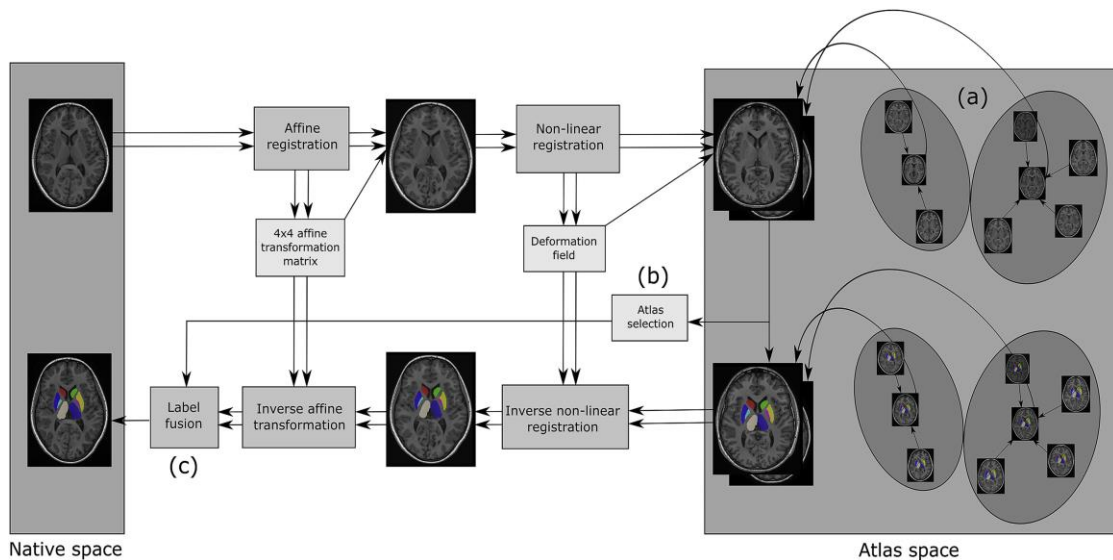 (a)
Affine
registration
Non-linear
registration
4x4 affine
transformation
matrix
Deformation
field
(b)
Atlas
selection
Label
fusion
Inverse affine
transformation
Inverse non-linear
registration
(c)
Native space
Atlas space